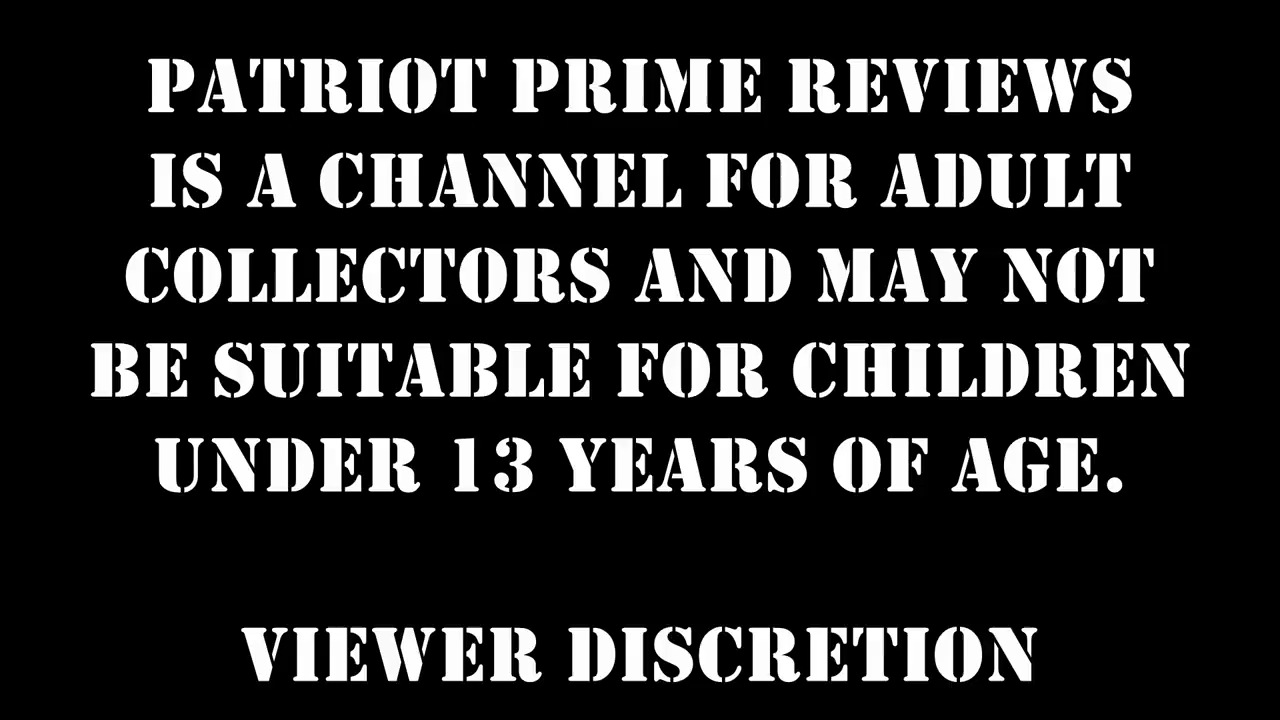 PATRIOT PRIME REVIEWS
IS A CHANNEL FOR ADULT
COLLECTORS AND MAY NOT
BE SUITABLE FOR CHILDREN
UNDER 13 YEARS OF AGE.
VIEWER DISCRETION